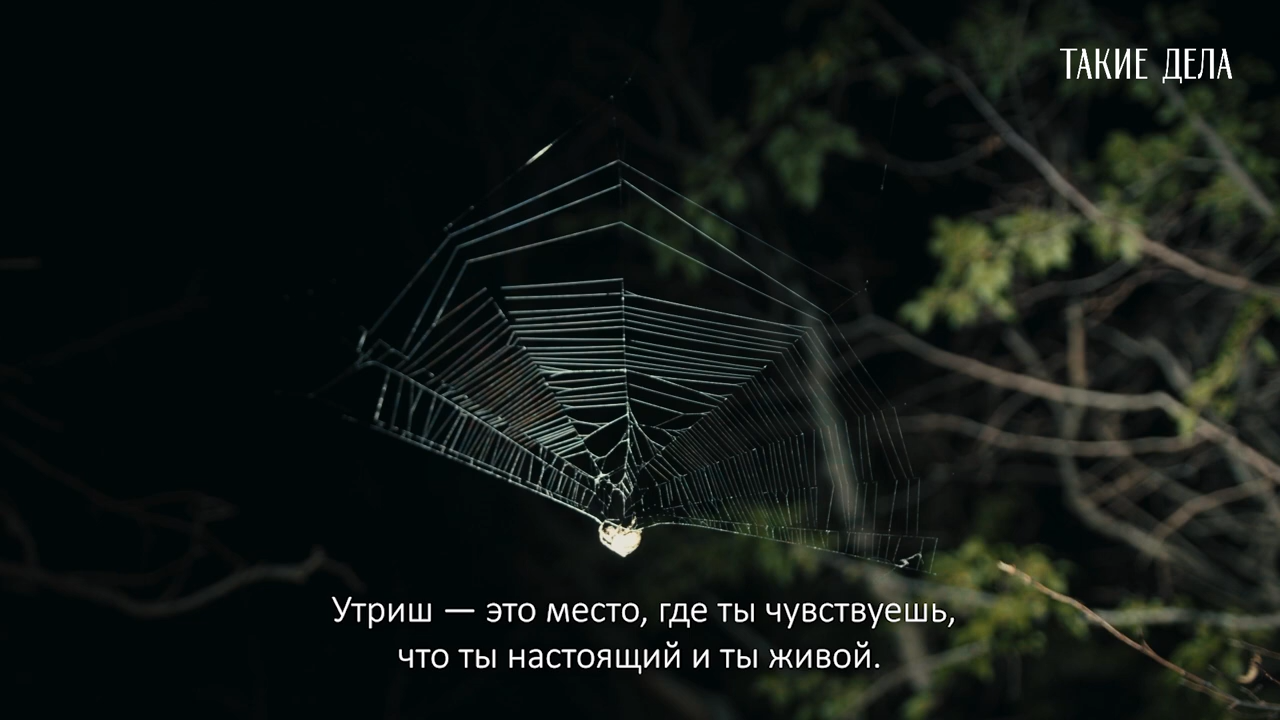 ТАКИЕ ДЕЛА
Утриш — это место, где ты чувствуешь,
что ты настоящий и ты живой.